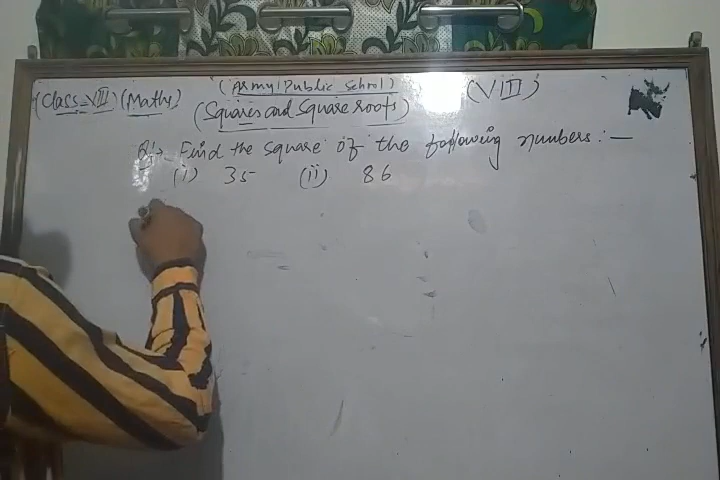 (Class-VIII) (Maths) (Army Public School) (VIII)
(Squares and Square roots)
Q1. Find the square of the following numbers:—
(i) 35 (ii) 86